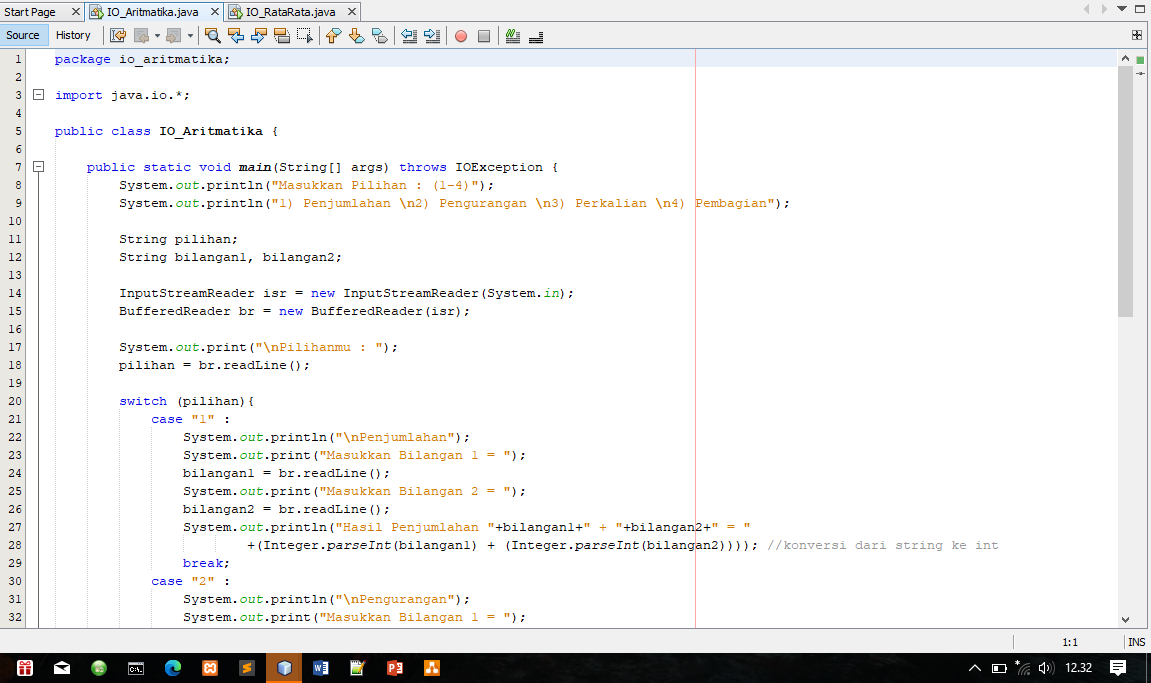 Start Page IO_Aritmatika.java IO_RataRata.java
Source History
1 package io_aritmatika;
2
3 import java.io.*;
4
5 public class IO_Aritmatika {
6
7 public static void main(String[] args) throws IOException {
8 System.out.println("Masukkan Pilihan : (1-4)");
9 System.out.println("1) Penjumlahan \n2) Pengurangan \n3) Perkalian \n4) Pembagian");
10
11 String pilihan;
12 String bilangan1, bilangan2;
13
14 InputStreamReader isr = new InputStreamReader(System.in);
15 BufferedReader br = new BufferedReader(isr);
16
17 System.out.print("\nPilihanmu : ");
18 pilihan = br.readLine();
19
20 switch (pilihan){
21 case "1" :
22 System.out.println("\nPenjumlahan");
23 System.out.print("Masukkan Bilangan 1 = ");
24 bilangan1 = br.readLine();
25 System.out.print("Masukkan Bilangan 2 = ");
26 bilangan2 = br.readLine();
27 System.out.println("Hasil Penjumlahan "+bilangan1+" + "+bilangan2+" = "
28 +(Integer.parseInt(bilangan1) + (Integer.parseInt(bilangan2)))); //konversi dari string ke int
29 break;
30 case "2" :
31 System.out.println("\nPengurangan");
32 System.out.print("Masukkan Bilangan 1 = ");
1:1 INS
12.32